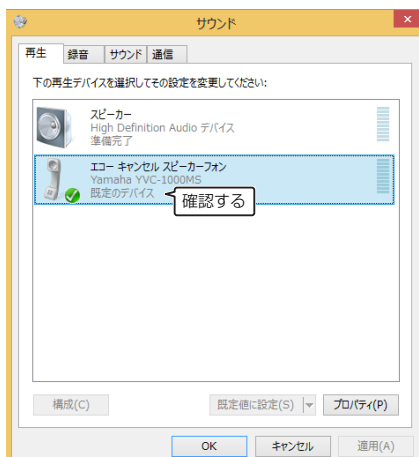 サウンド
再生 録音 サウンド 通信
下の再生デバイスを選択してその設定を変更してください:
スピーカー
High Definition Audio デバイス
準備完了
エコー キャンセル スピーカーフォン
Yamaha YVC-1000MS
既定のデバイス
確認する
構成(C) 既定値に設定(S) プロパティ(P)
OK キャンセル 適用(A)